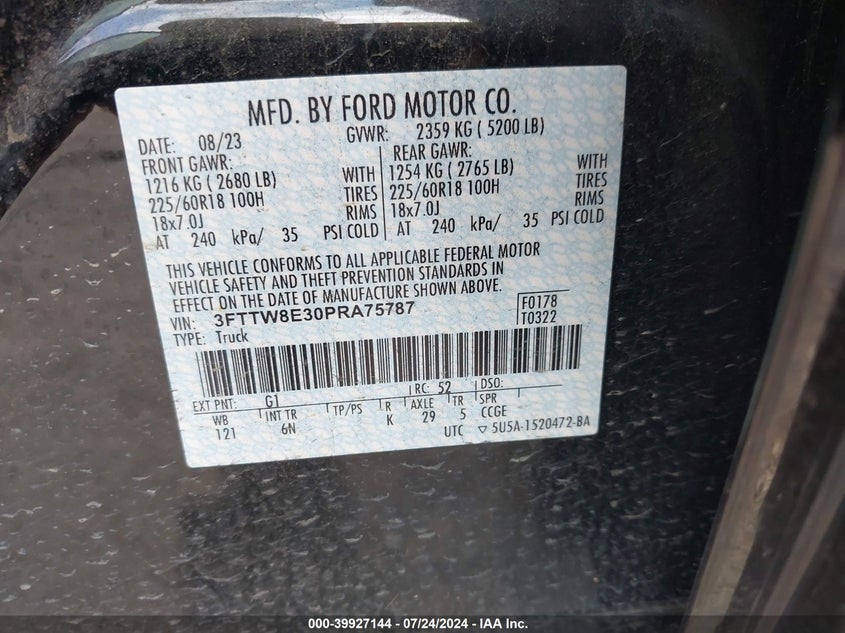 MFD. BY FORD MOTOR CO.
DATE: 08/23 GVWR: 2359 KG ( 5200 LB)
FRONT GAWR: REAR GAWR:
1216 KG ( 2680 LB) WITH 1254 KG ( 2765 LB) WITH
225/60R18 100H TIRES 225/60R18 100H TIRES
18x7.0J RIMS 18x7.0J RIMS
AT 240 kPa/ 35 PSI COLD AT 240 kPa/ 35 PSI COLD
THIS VEHICLE CONFORMS TO ALL APPLICABLE FEDERAL MOTOR
VEHICLE SAFETY AND THEFT PREVENTION STANDARDS IN
EFFECT ON THE DATE OF MANUFACTURE SHOWN ABOVE.
VIN: 3FTTW8E30PRA75787 F0178
TYPE: Truck T0322
EXT PNT: G1 RC: 52 DSO:
WB INT TR TP/PS R AXLE TR SPR
121 6N K 29 5 CCGE
UTC ▽ 5U5A-1520472-BA
000-39927144 / 07/24/2024 - IAA Inc.